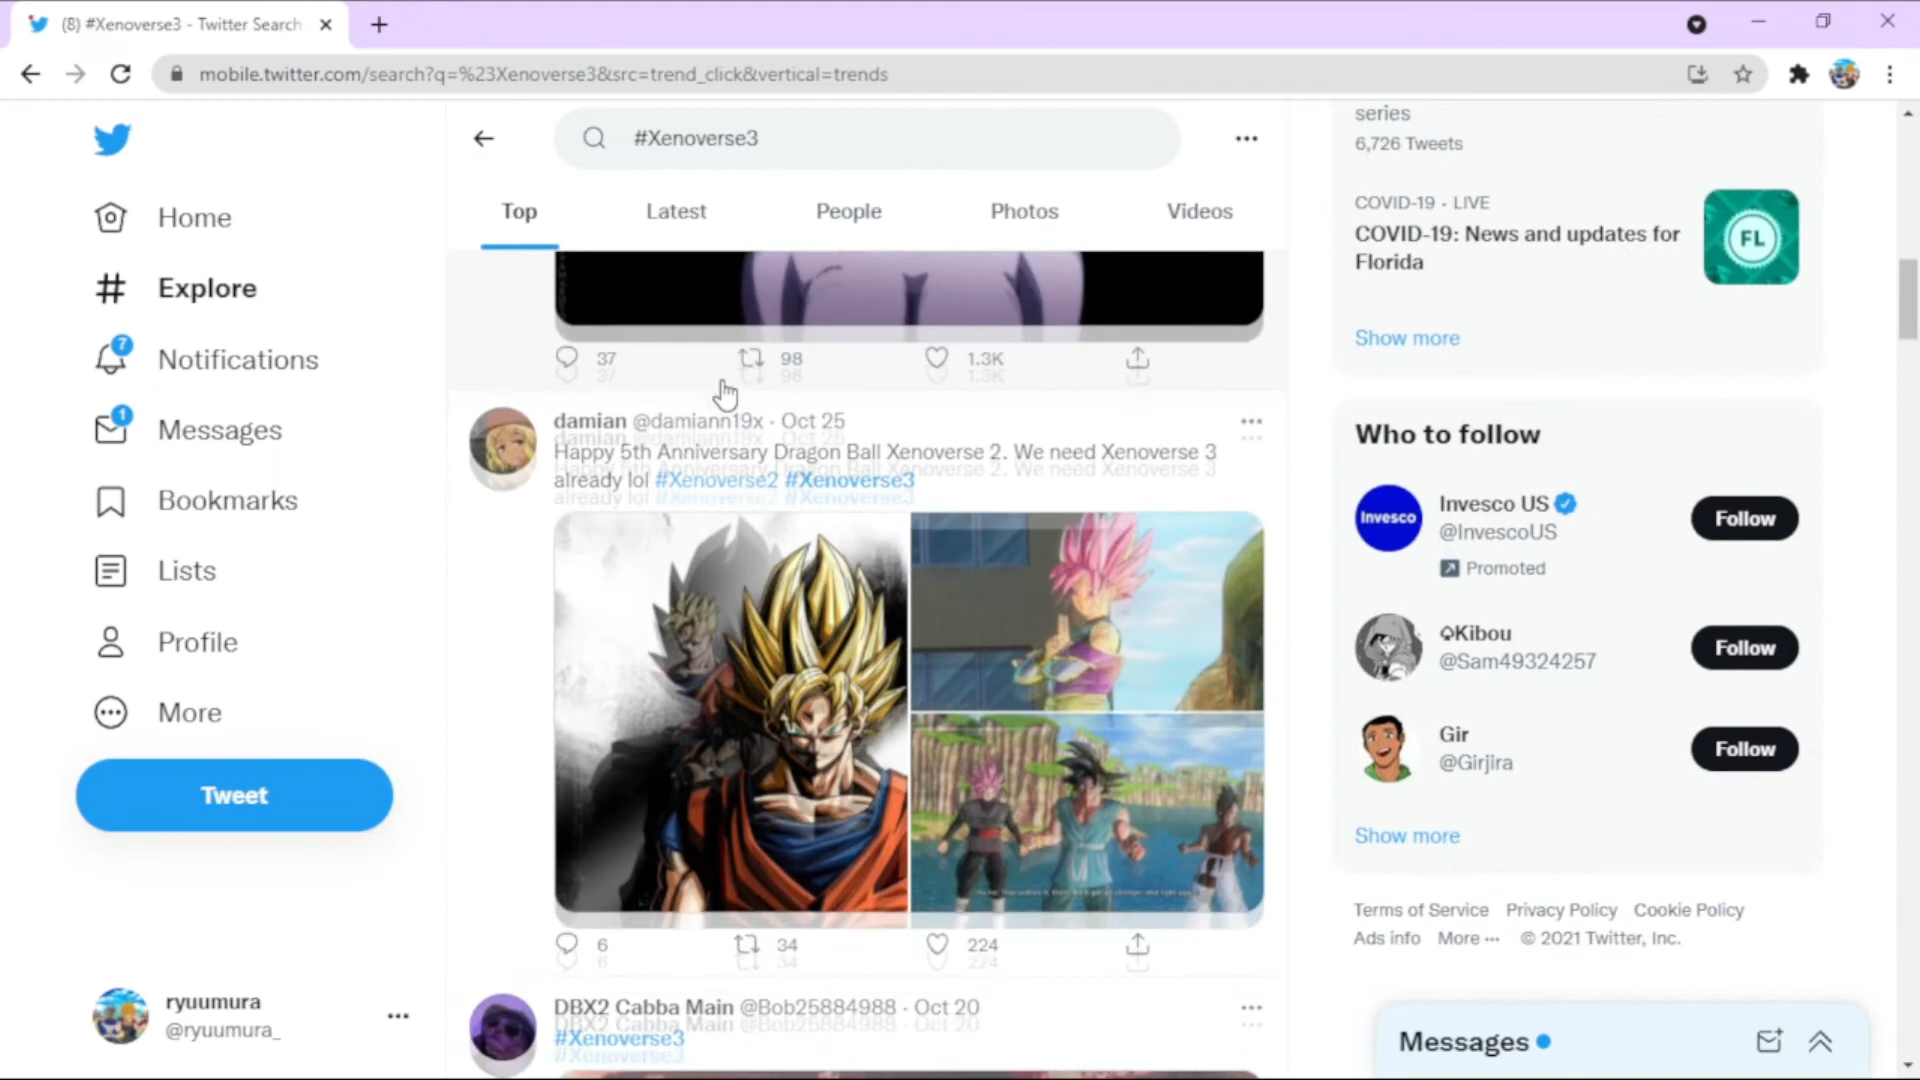 (8) #Xenoverse3 - Twitter Search
mobile.twitter.com/search?q=%23Xenoverse3&src=trend_click&vertical=trends
Home
Explore
7
Notifications
1
Messages
Bookmarks
Lists
Profile
More
Tweet
ryuumura
@ryuumura_
#Xenoverse3
Top
Latest
People
Photos
Videos
37
98
1.3K
damian @damiann19x · Oct 25
Happy 5th Anniversary Dragon Ball Xenoverse 2. We need Xenoverse 3
already lol #Xenoverse2 #Xenoverse3
6
34
224
DBX2 Cabba Main @Bob25884988 · Oct 20
#Xenoverse3
series
6,726 Tweets
COVID-19 · LIVE
COVID-19: News and updates for
Florida
FL
Show more
Who to follow
Invesco
Invesco US
@InvescoUS
Promoted
Follow
♤Kibou
@Sam49324257
Follow
Gir
@Girjira
Follow
Show more
Terms of Service Privacy Policy Cookie Policy
Ads info More ··· © 2021 Twitter, Inc.
Messages